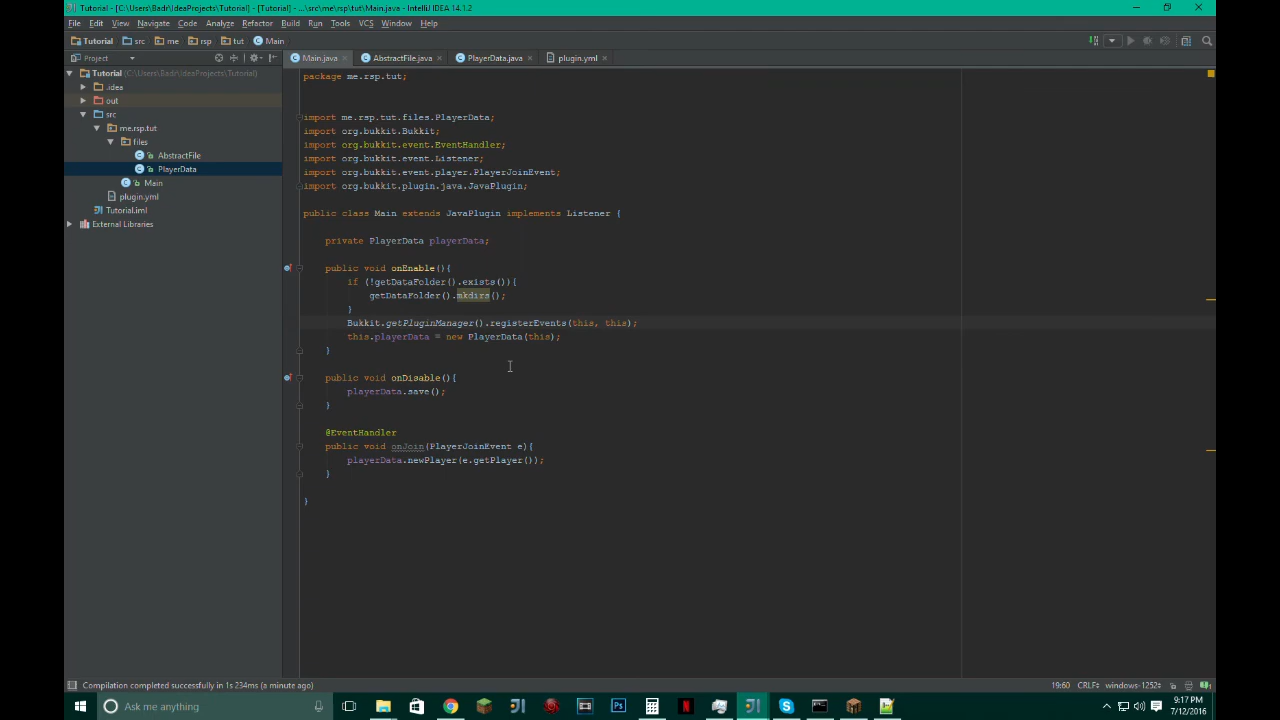 Tutorial - [C:\Users\Badr\IdeaProjects\Tutorial] - [Tutorial] - ...\src\me\rsp\tut\Main.java - IntelliJ IDEA 14.1.2
File Edit View Navigate Code Analyze Refactor Build Run Tools VCS Window Help
Tutorial src me rsp tut Main
Project Main.java AbstractFile.java PlayerData.java plugin.yml
Tutorial (C:\Users\Badr\IdeaProjects\Tutorial)
.idea
out
src
me.rsp.tut
files
AbstractFile
PlayerData
Main
plugin.yml
Tutorial.iml
External Libraries
package me.rsp.tut;
import me.rsp.tut.files.PlayerData;
import org.bukkit.Bukkit;
import org.bukkit.event.EventHandler;
import org.bukkit.event.Listener;
import org.bukkit.event.player.PlayerJoinEvent;
import org.bukkit.plugin.java.JavaPlugin;
public class Main extends JavaPlugin implements Listener {
private PlayerData playerData;
public void onEnable(){
if (!getDataFolder().exists()){
getDataFolder().mkdirs();
}
Bukkit.getPluginManager().registerEvents(this, this);
this.playerData = new PlayerData(this);
}
public void onDisable(){
playerData.save();
}
@EventHandler
public void onJoin(PlayerJoinEvent e){
playerData.newPlayer(e.getPlayer());
}
}
Compilation completed successfully in 1s 234ms (a minute ago) 19:60 CRLF÷ windows-1252÷
Ask me anything
9:17 PM
7/12/2016